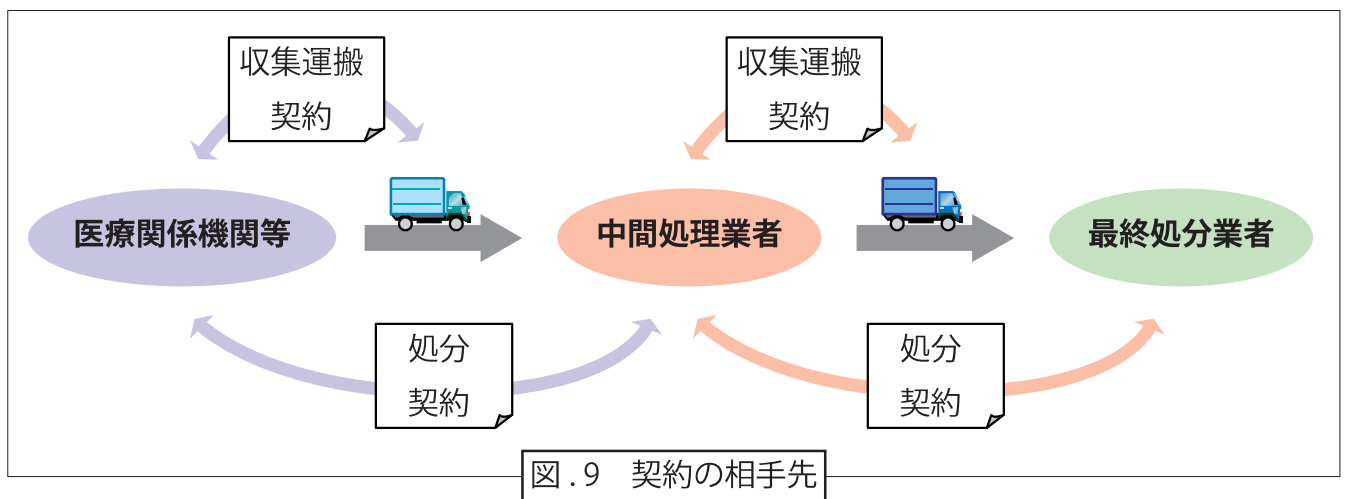 収集運搬
契約
収集運搬
契約
医療関係機関等
中間処理業者
最終処分業者
処分
契約
処分
契約
図.9　契約の相手先